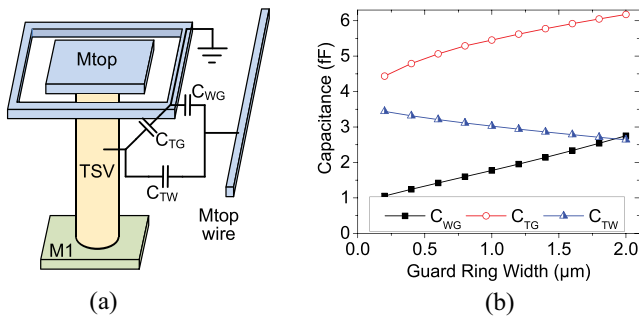 Mtop
C_WG
C_TG
TSV
C_TW
M1
Mtop
wire
(a)
Capacitance (fF)
6
5
4
3
2
1
0
C_WG C_TG C_TW
0.0 0.5 1.0 1.5 2.0
Guard Ring Width (µm)
(b)